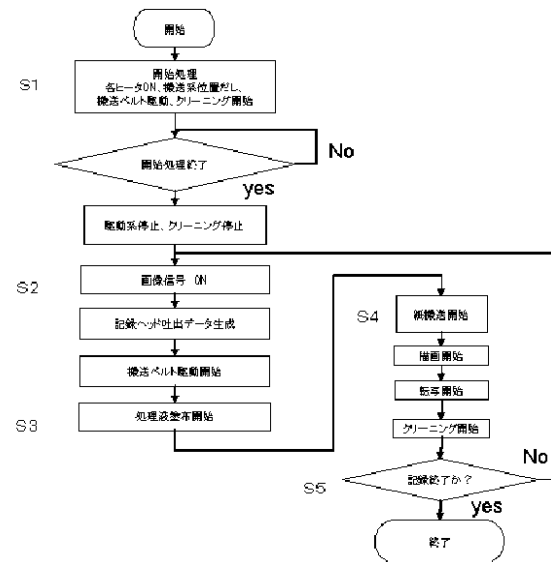 開始
S1
開始処理
各ヒータON、搬送系位置だし、
搬送ベルト駆動、クリーニング開始
開始処理終了
No
yes
駆動系停止、クリーニング停止
S2
画像信号 ON
記録ヘッド吐出データ生成
搬送ベルト駆動開始
S3
処理液塗布開始
S4
紙搬送開始
描画開始
転写開始
クリーニング開始
S5
記録終了か?
No
yes
終了